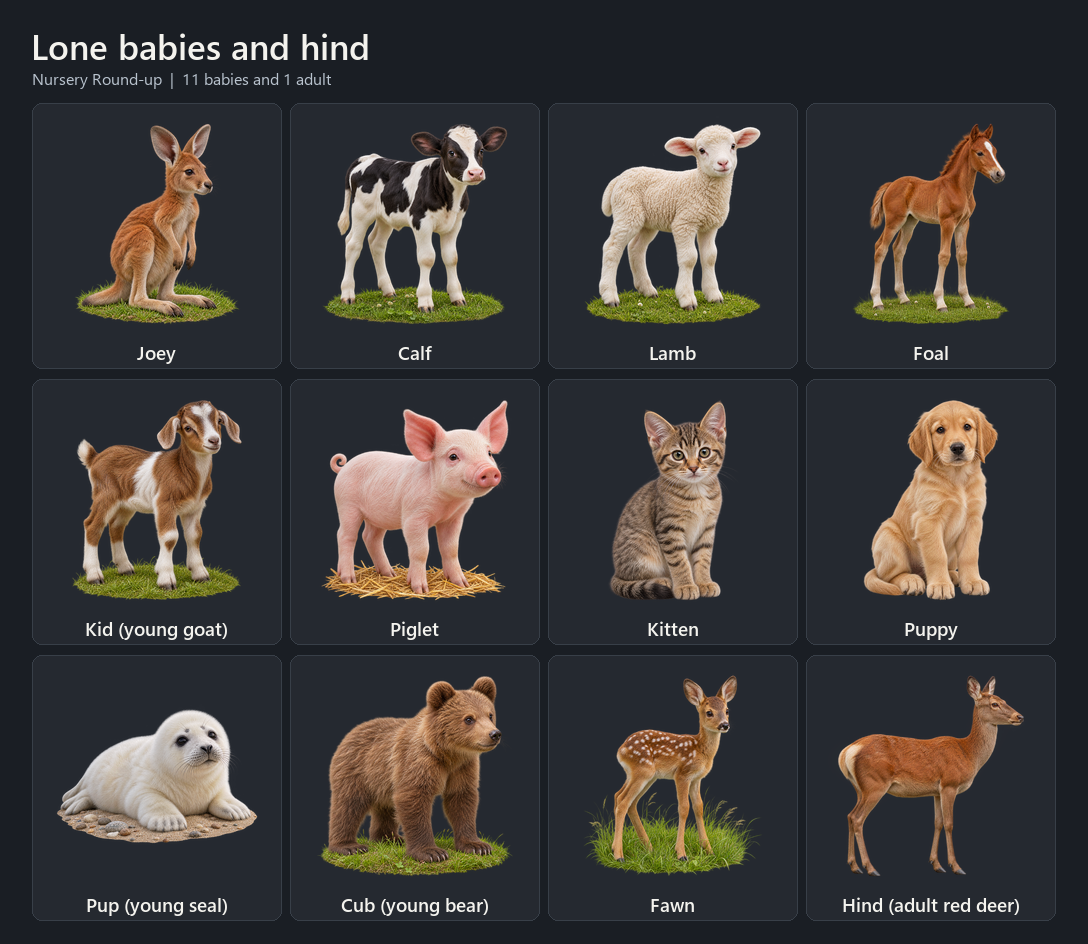 Lone babies and hind
Nursery Round-up | 11 babies and 1 adult
Joey
Calf
Lamb
Foal
Kid (young goat)
Piglet
Kitten
Puppy
Pup (young seal)
Cub (young bear)
Fawn
Hind (adult red deer)